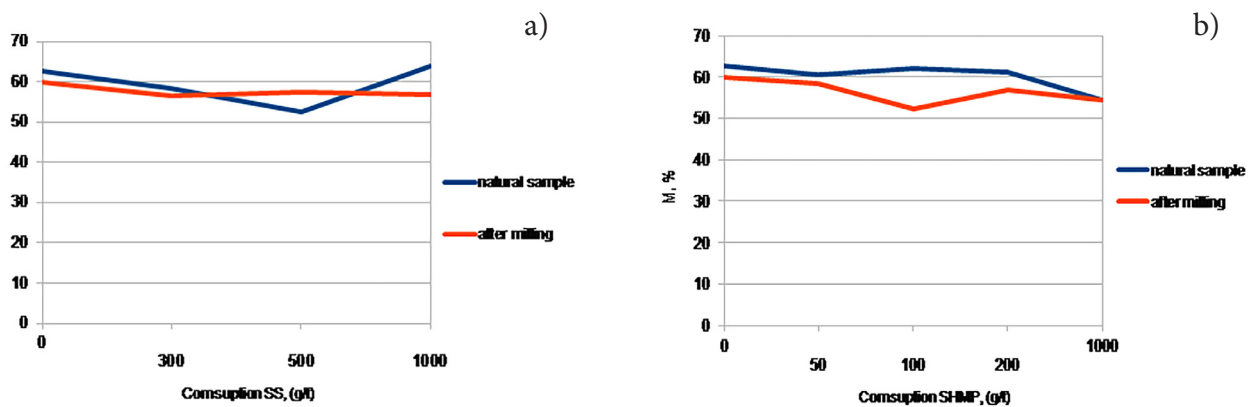 a)
70
60
50
40
30
20
10
0
0 300 500 1000
Comsuption SS, (g/t)
natural sample
after milling
b)
M, %
70
60
50
40
30
20
10
0
0 50 100 200 1000
Comsuption SHMP, (g/t)
natural sample
after milling